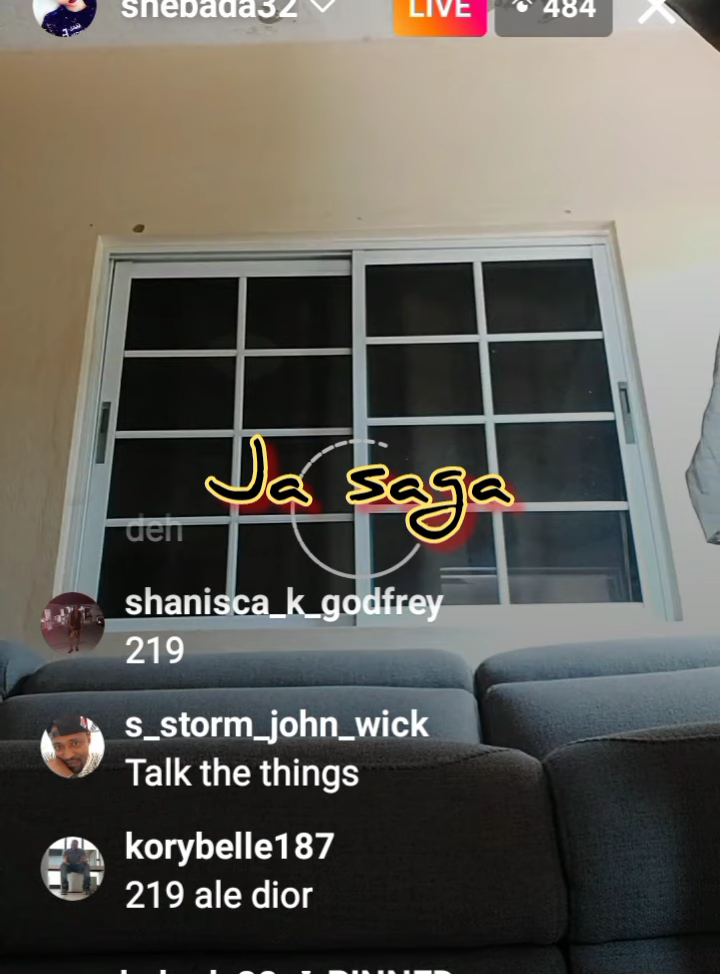 shebada32
LIVE
484
Ja saga
deh
shanisca_k_godfrey
219
s_storm_john_wick
Talk the things
korybelle187
219 ale dior